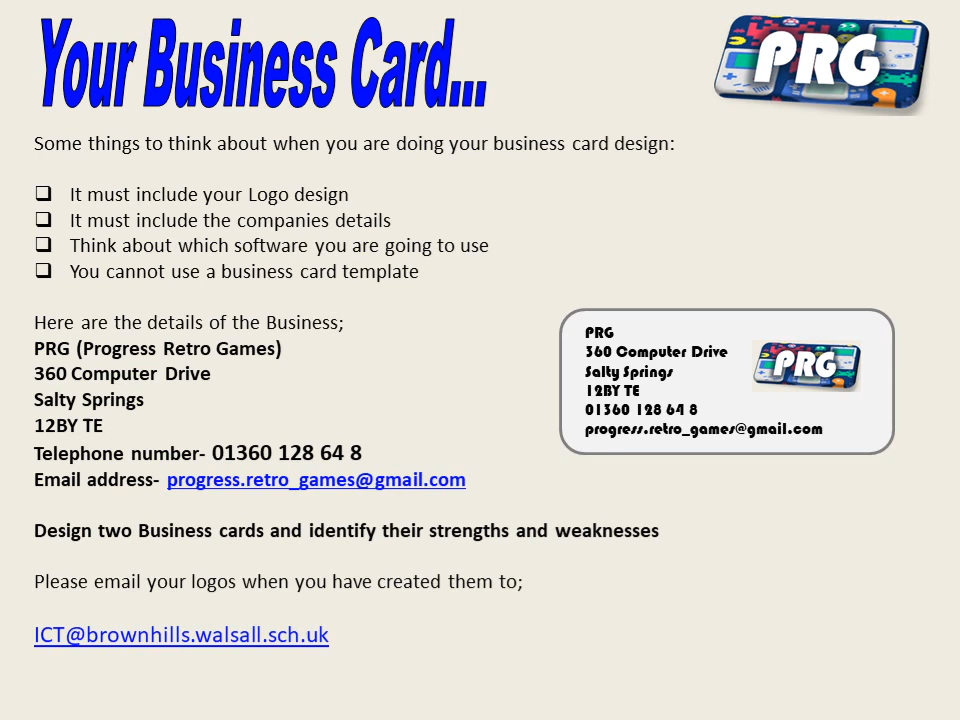 Your Business Card...
PRG
Some things to think about when you are doing your business card design:
❑ It must include your Logo design
❑ It must include the companies details
❑ Think about which software you are going to use
❑ You cannot use a business card template
Here are the details of the Business;
PRG (Progress Retro Games)
360 Computer Drive
Salty Springs
12BY TE
Telephone number- 01360 128 64 8
Email address- progress.retro_games@gmail.com
PRG
360 Computer Drive
Salty Springs
12BY TE
01360 128 64 8
progress.retro_games@gmail.com
PRG
Design two Business cards and identify their strengths and weaknesses
Please email your logos when you have created them to;
ICT@brownhills.walsall.sch.uk